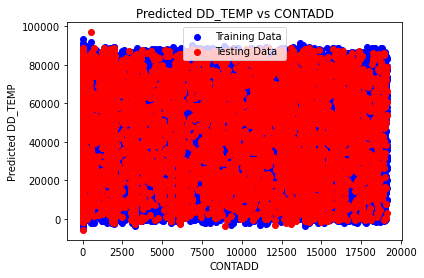 Predicted DD_TEMP vs CONTADD
Training Data
Testing Data
Predicted DD_TEMP
100000
80000
60000
40000
20000
0
0 2500 5000 7500 10000 12500 15000 17500 20000
CONTADD